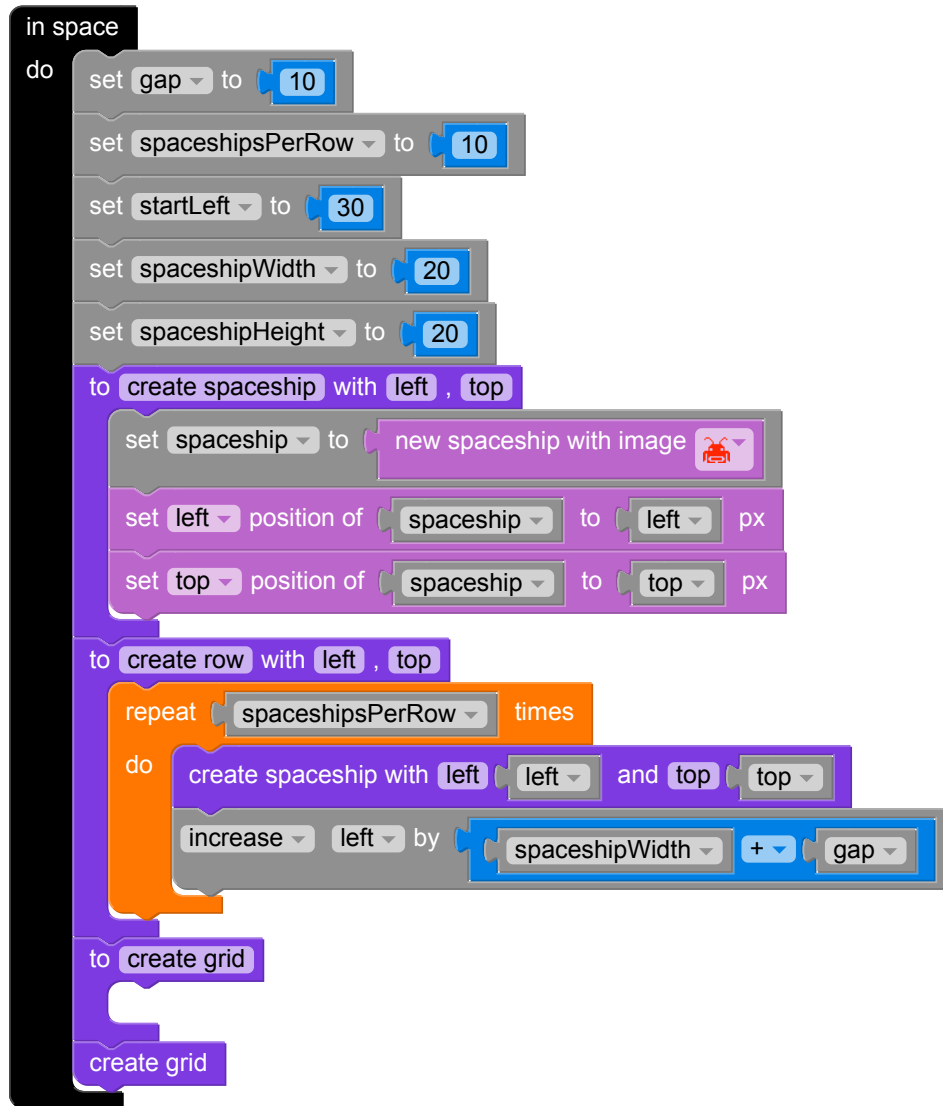 in space
do
set gap to 10
set spaceshipsPerRow to 10
set startLeft to 30
set spaceshipWidth to 20
set spaceshipHeight to 20
to create spaceship with left , top
set spaceship to new spaceship with image
set left position of spaceship to left px
set top position of spaceship to top px
to create row with left , top
repeat spaceshipsPerRow times
do
create spaceship with left left and top top
increase left by spaceshipWidth + gap
to create grid
create grid